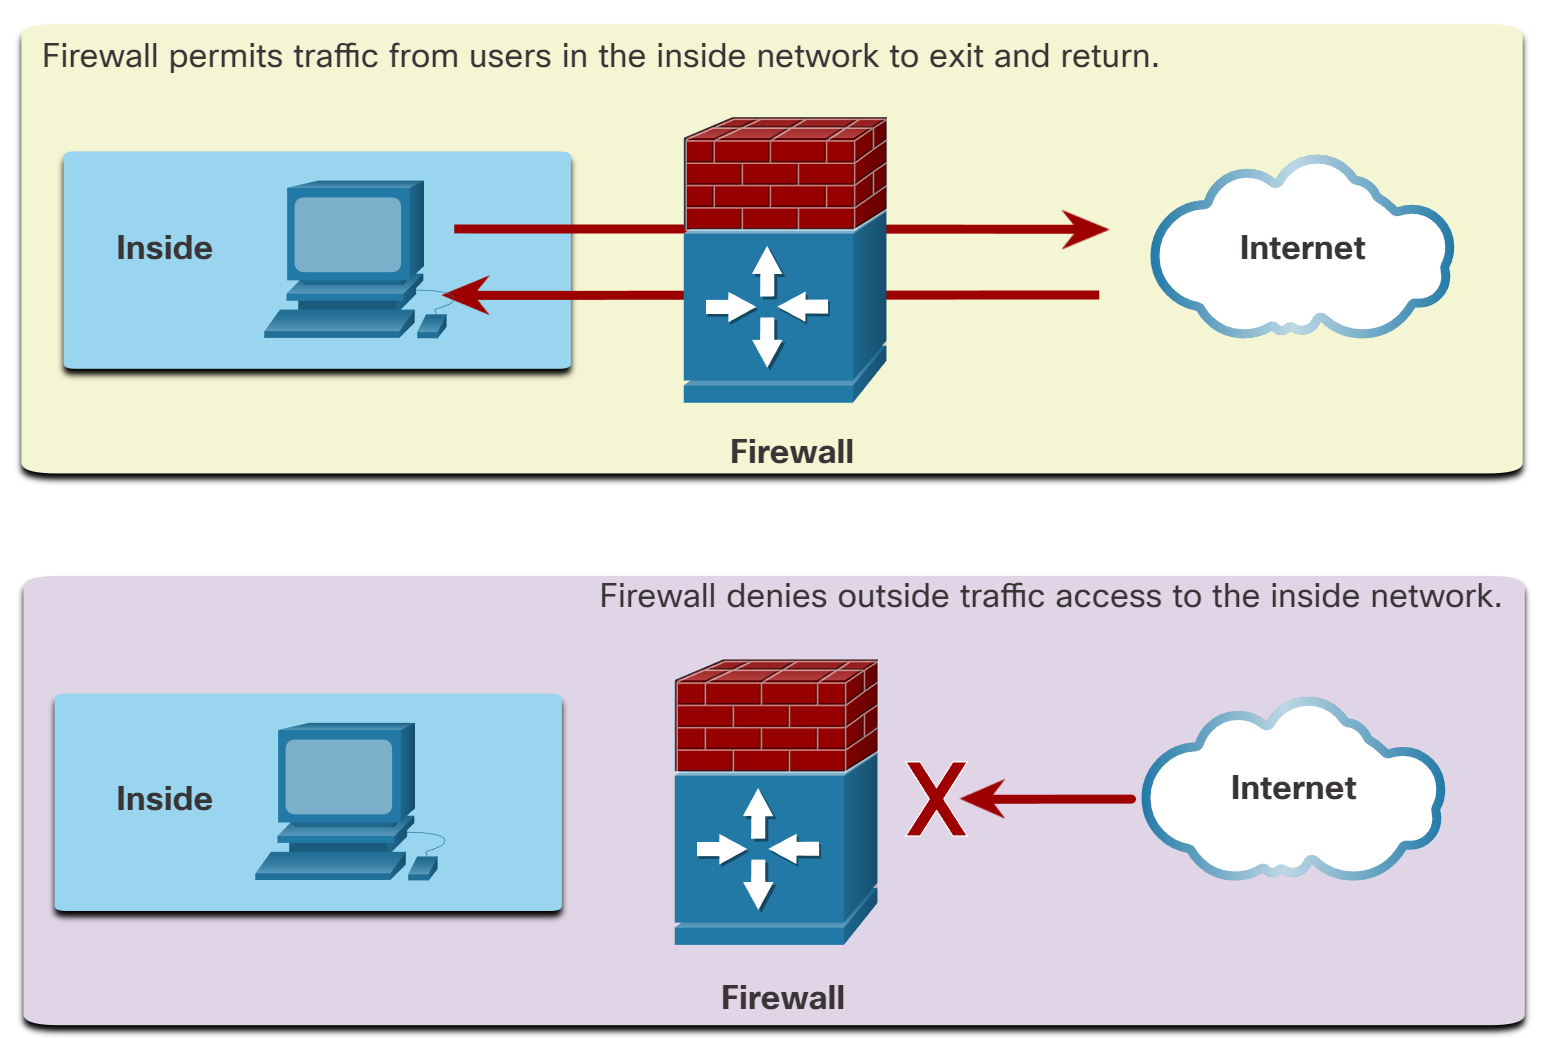 Firewall permits traffic from users in the inside network to exit and return.
Inside
Internet
Firewall
Firewall denies outside traffic access to the inside network.
Inside
X
Internet
Firewall